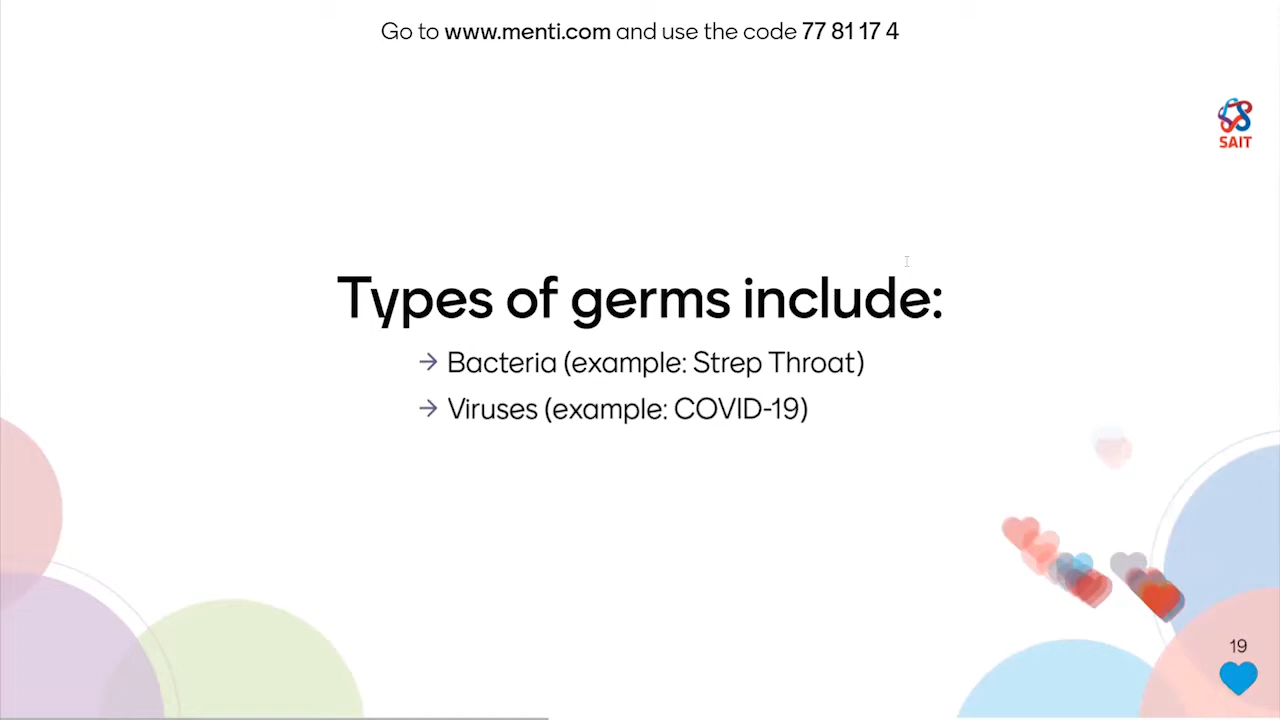 Go to www.menti.com and use the code 77 81 17 4
SAIT
Types of germs include:
→ Bacteria (example: Strep Throat)
→ Viruses (example: COVID-19)
19